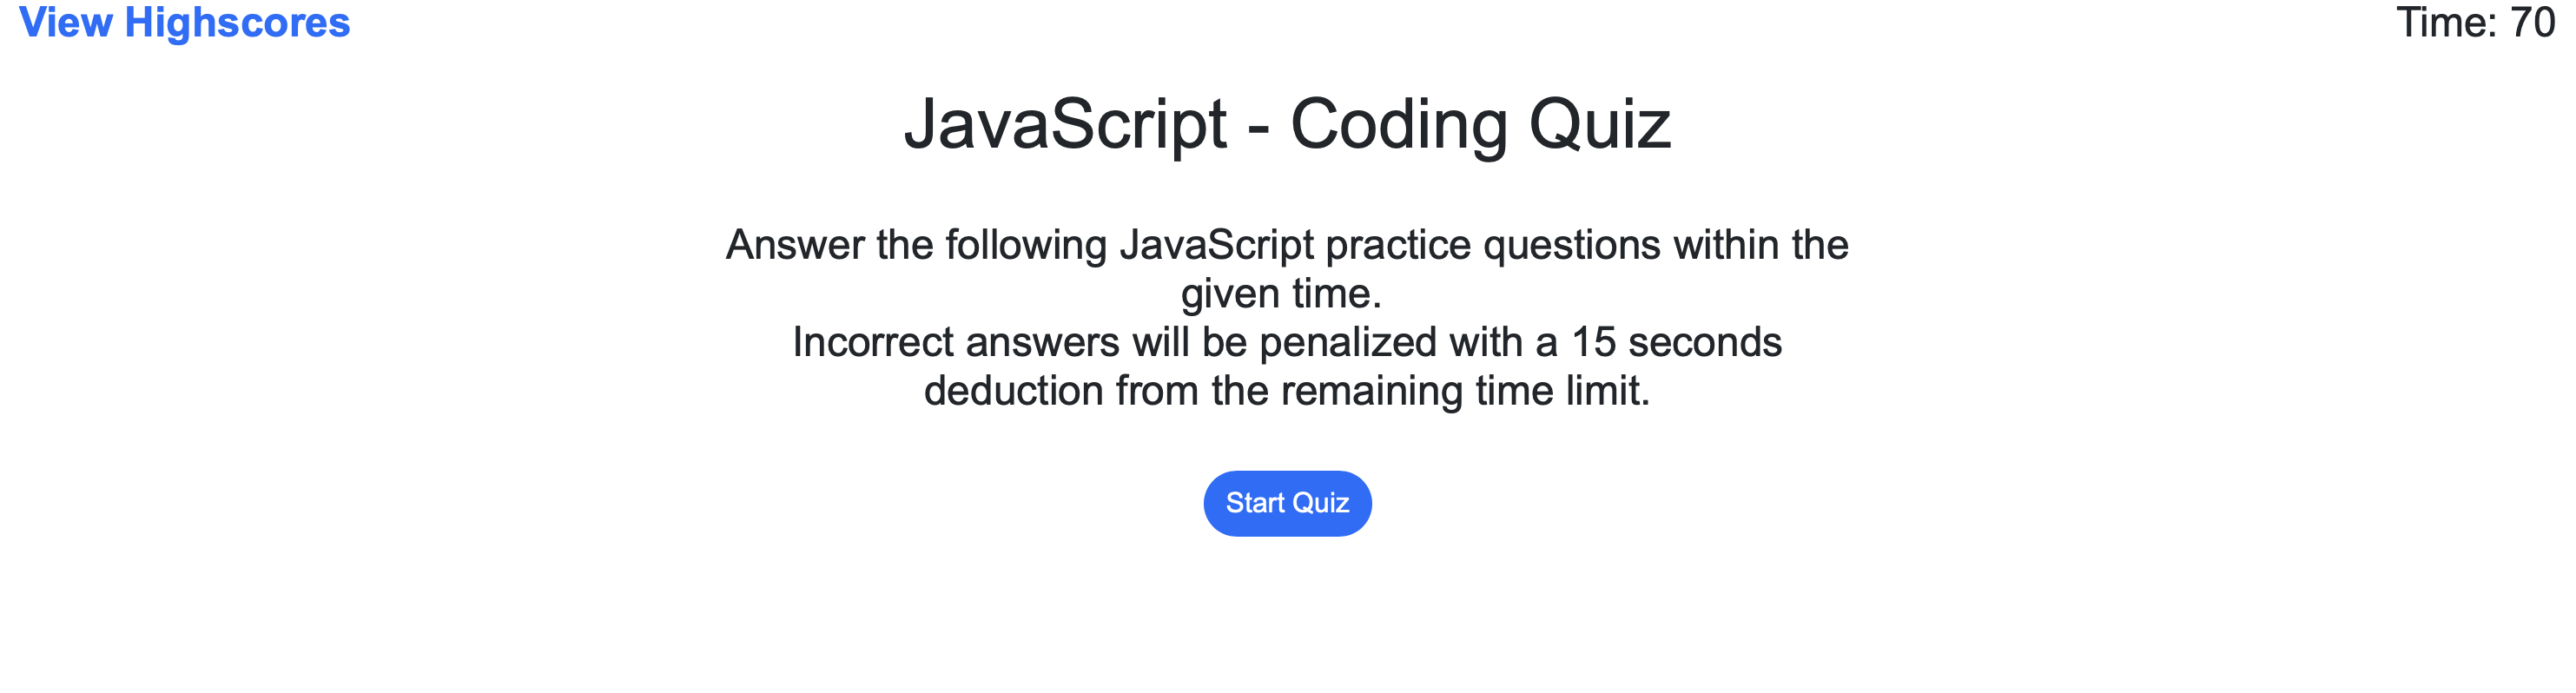 View Highscores
Time: 70
JavaScript - Coding Quiz
Answer the following JavaScript practice questions within the
given time.
Incorrect answers will be penalized with a 15 seconds
deduction from the remaining time limit.
Start Quiz